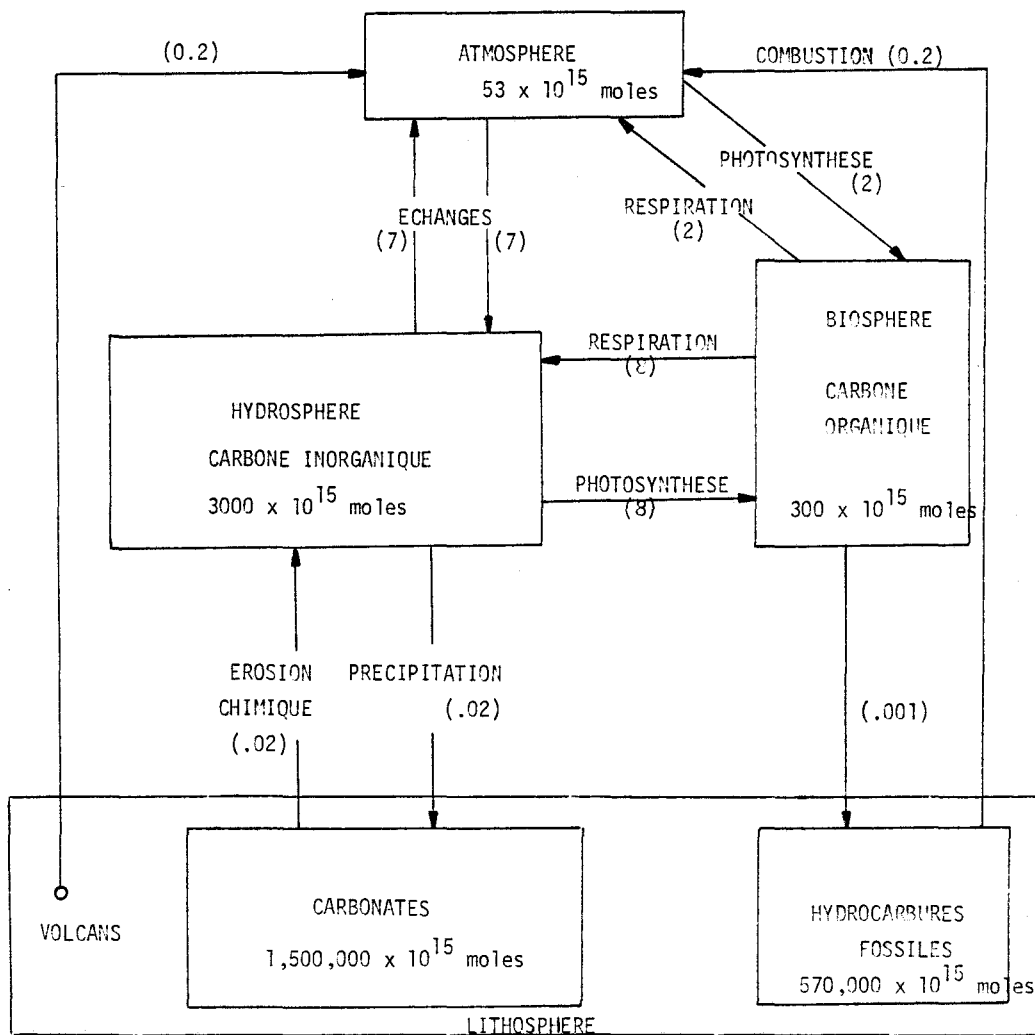 (0.2)
ATMOSPHERE
53 x 10^15 moles
COMBUSTION (0.2)
PHOTOSYNTHESE
(2)
RESPIRATION
(2)
ECHANGES
(7)
(7)
BIOSPHERE
CARBONE
ORGANIQUE
300 x 10^15 moles
RESPIRATION
(8)
HYDROSPHERE
CARBONE INORGANIQUE
3000 x 10^15 moles
PHOTOSYNTHESE
(8)
EROSION
CHIMIQUE
(.02)
PRECIPITATION
(.02)
(.001)
VOLCANS
CARBONATES
1,500,000 x 10^15 moles
HYDROCARBURES
FOSSILES
570,000 x 10^15 moles
LITHOSPHERE